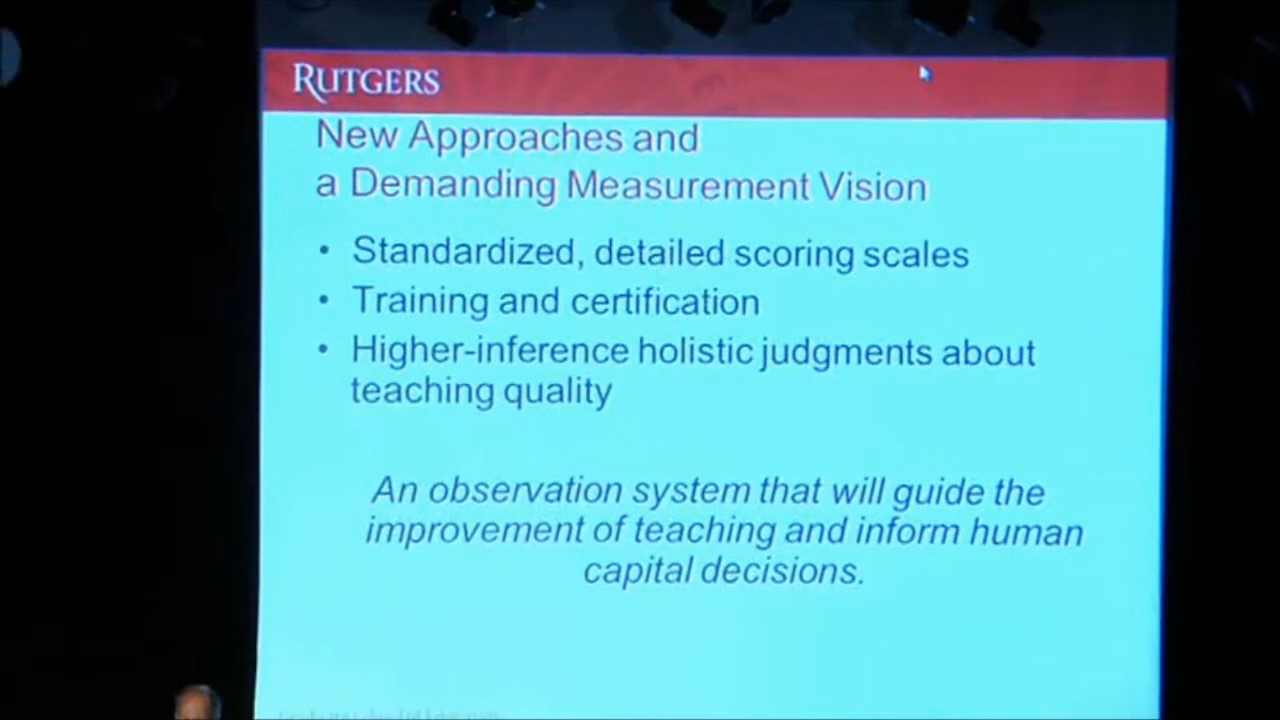 RUTGERS
New Approaches and
a Demanding Measurement Vision
• Standardized, detailed scoring scales
• Training and certification
• Higher-inference holistic judgments about
teaching quality
An observation system that will guide the
improvement of teaching and inform human
capital decisions.